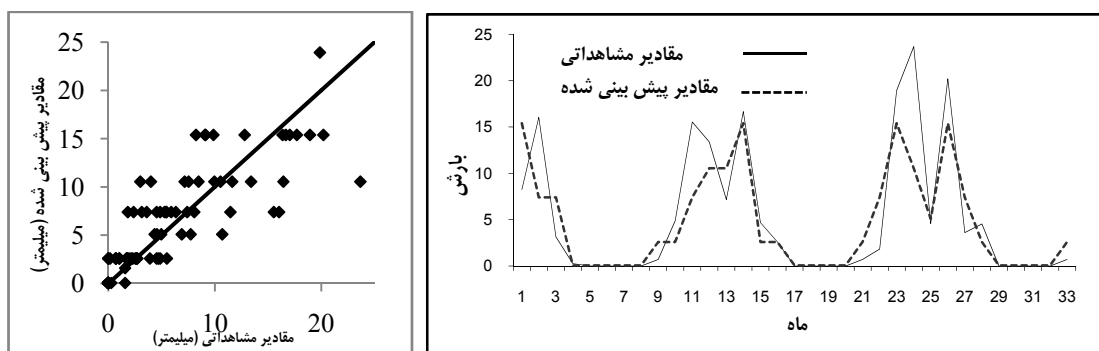 25
20
15
10
5
0
0 10 20
مقادیر پیش بینی شده (میلیمتر)
مقادیر مشاهداتی (میلیمتر)
مقادیر مشاهداتی
مقادیر پیش بینی شده
25
20
15
10
5
0
بارش
1 3 5 7 9 11 13 15 17 19 21 23 25 27 29 31 33
ماه